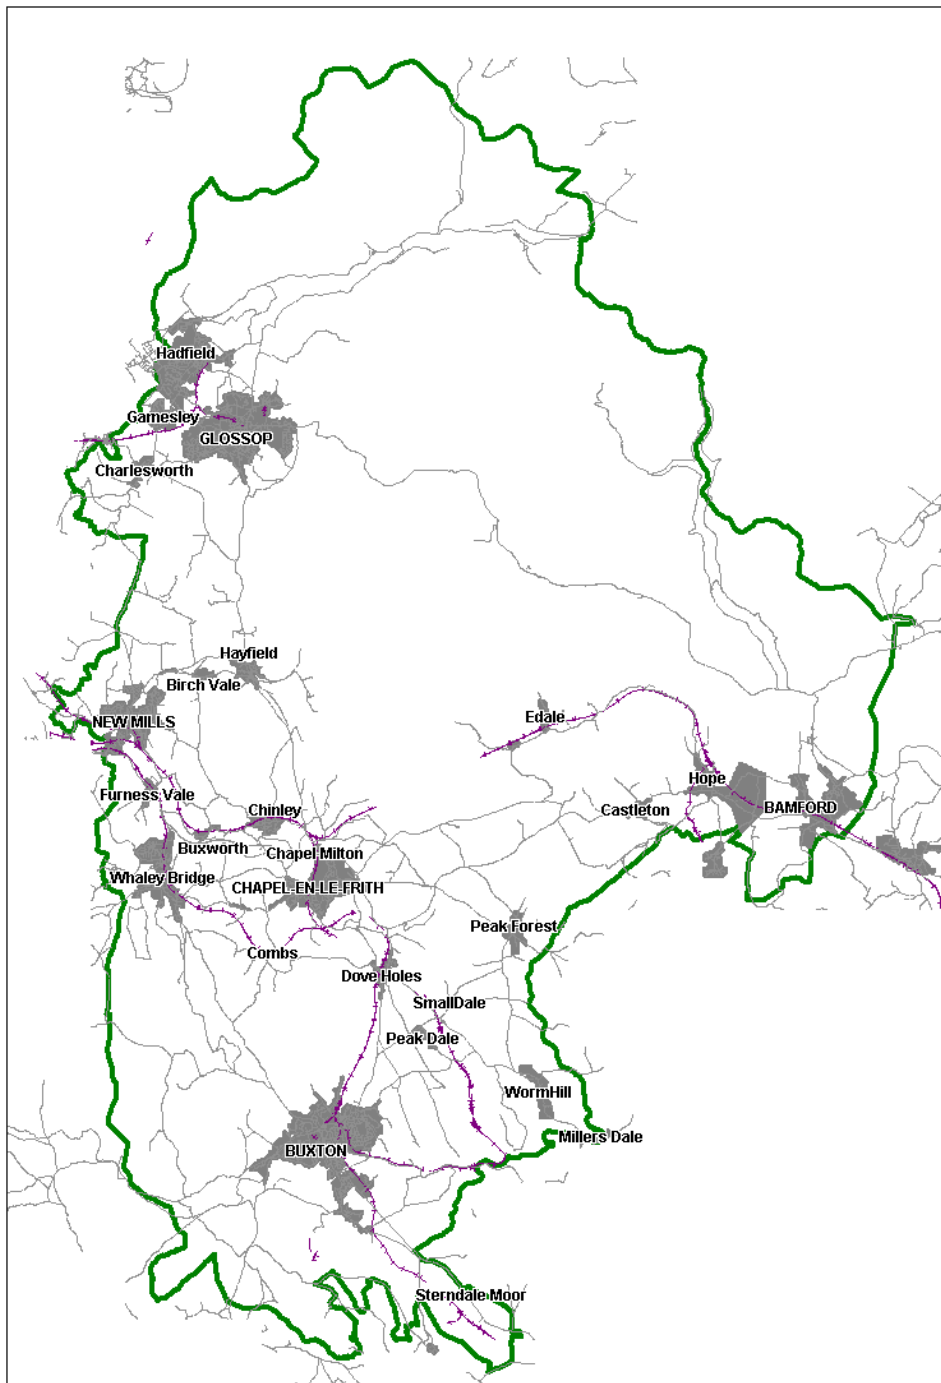 Hadfield
Gamesley
GLOSSOP
Charlesworth
Hayfield
Birch Vale
NEW MILLS
Edale
Hope
Furness Vale
Castleton
BAMFORD
Chinley
Buxworth
Chapel Milton
Whaley Bridge
CHAPEL-EN-LE-FRITH
Peak Forest
Combs
Dove Holes
SmallDale
Peak Dale
WormHill
Millers Dale
BUXTON
Sterndale Moor